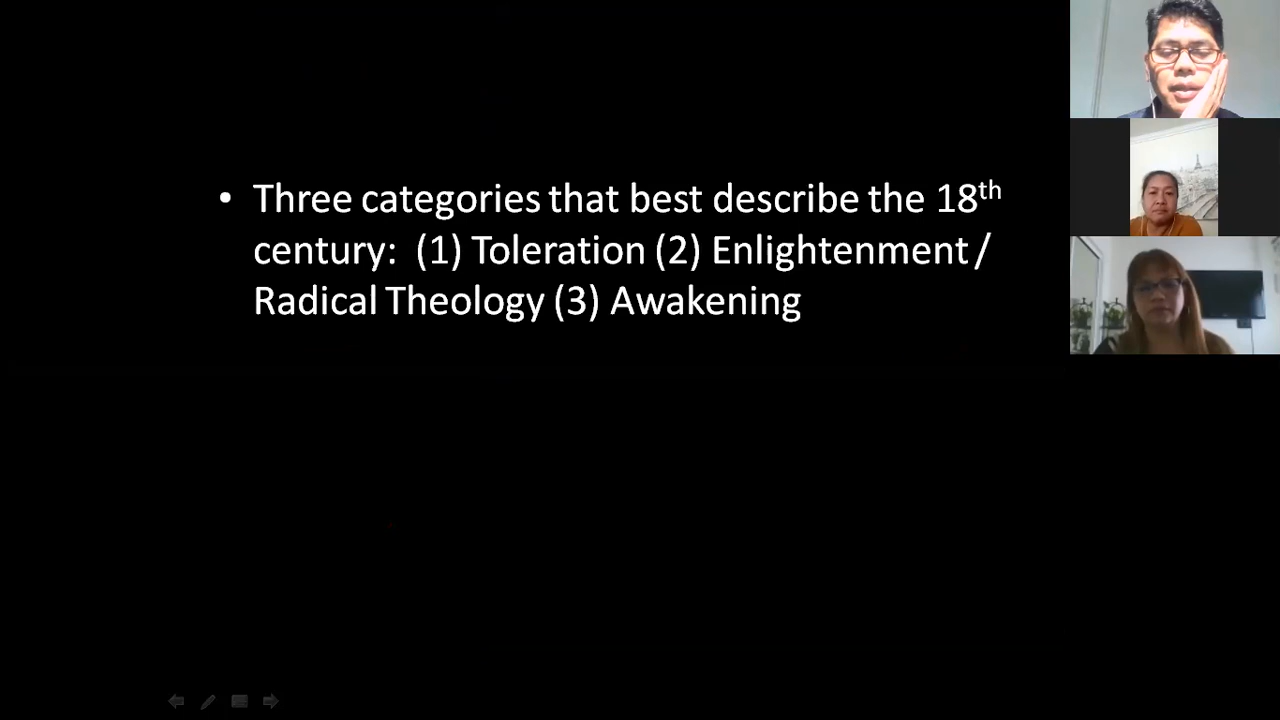 • Three categories that best describe the 18th
century: (1) Toleration (2) Enlightenment /
Radical Theology (3) Awakening